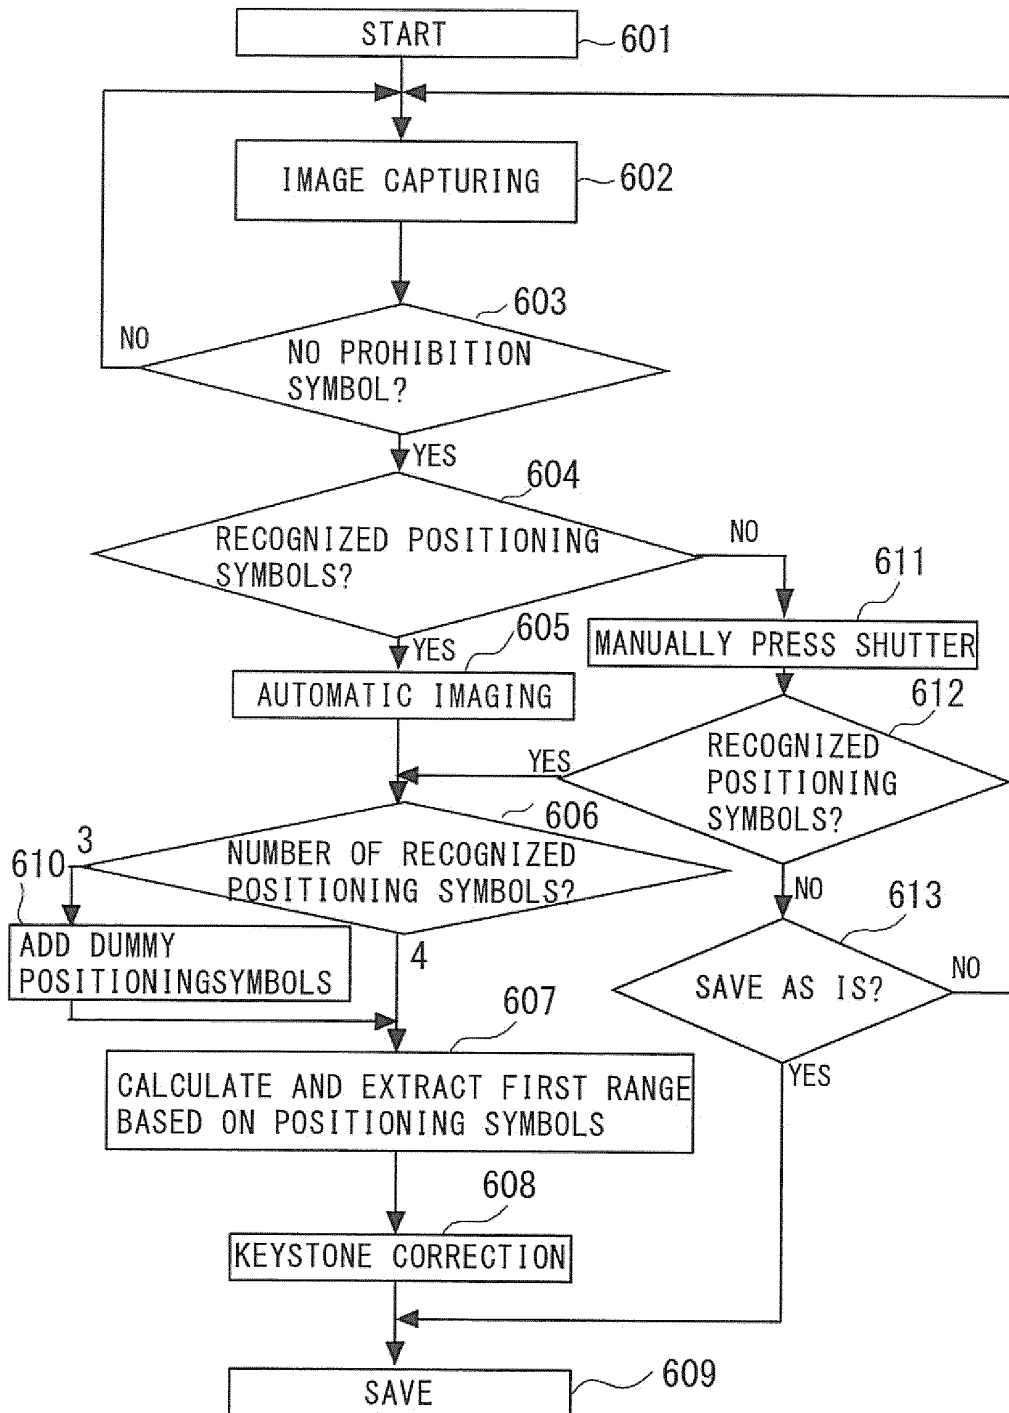 START
601
IMAGE CAPTURING
602
603
NO
NO PROHIBITION
SYMBOL?
YES
604
RECOGNIZED POSITIONING
SYMBOLS?
NO
611
605
YES
MANUALLY PRESS SHUTTER
AUTOMATIC IMAGING
612
YES
RECOGNIZED
POSITIONING
SYMBOLS?
606
3
NUMBER OF RECOGNIZED
POSITIONING SYMBOLS?
610
NO
613
ADD DUMMY
POSITIONINGSYMBOLS
4
SAVE AS IS?
NO
607
YES
CALCULATE AND EXTRACT FIRST RANGE
BASED ON POSITIONING SYMBOLS
608
KEYSTONE CORRECTION
SAVE
609